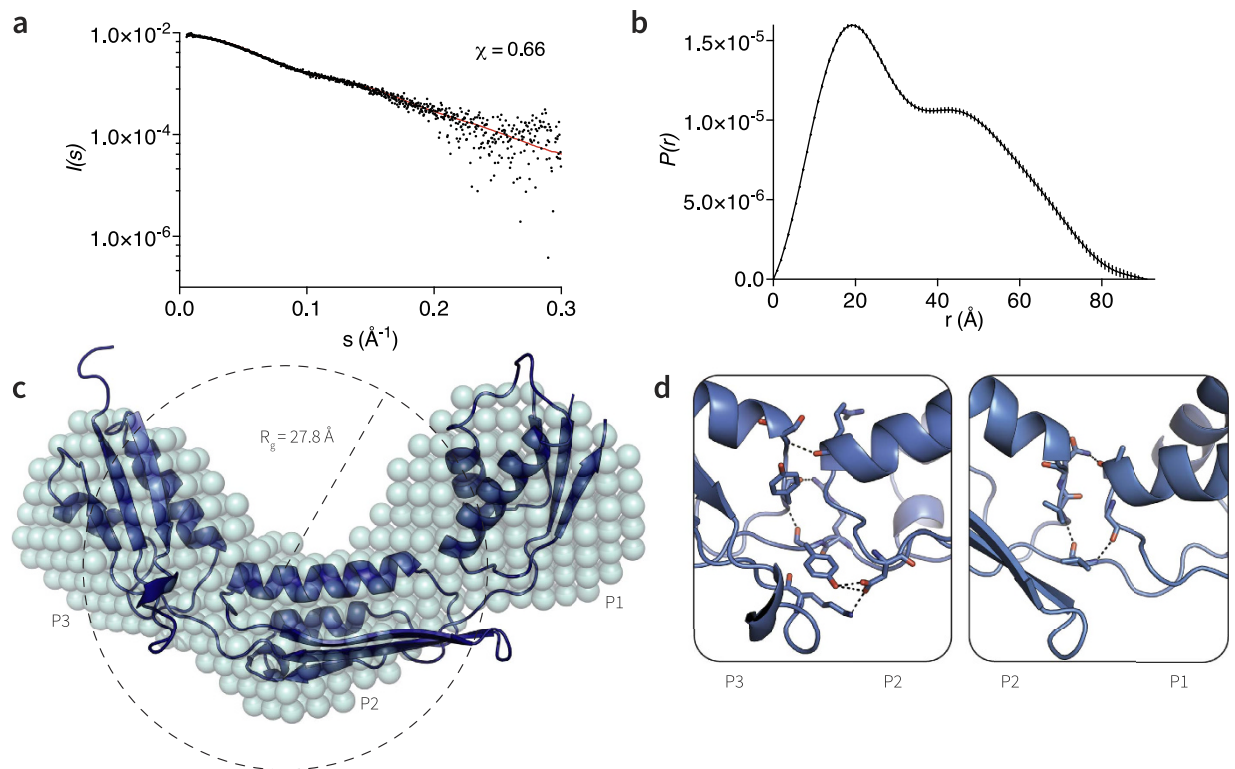 a
χ = 0.66
1.0×10⁻²
1.0×10⁻⁴
1.0×10⁻⁶
I(s)
0.0 0.1 0.2 0.3
s (Å⁻¹)
b
1.5×10⁻⁵
1.0×10⁻⁵
5.0×10⁻⁶
0.0
P(r)
0 20 40 60 80
r (Å)
c
R_g = 27.8 Å
P3
P2
P1
d
P3 P2
P2 P1